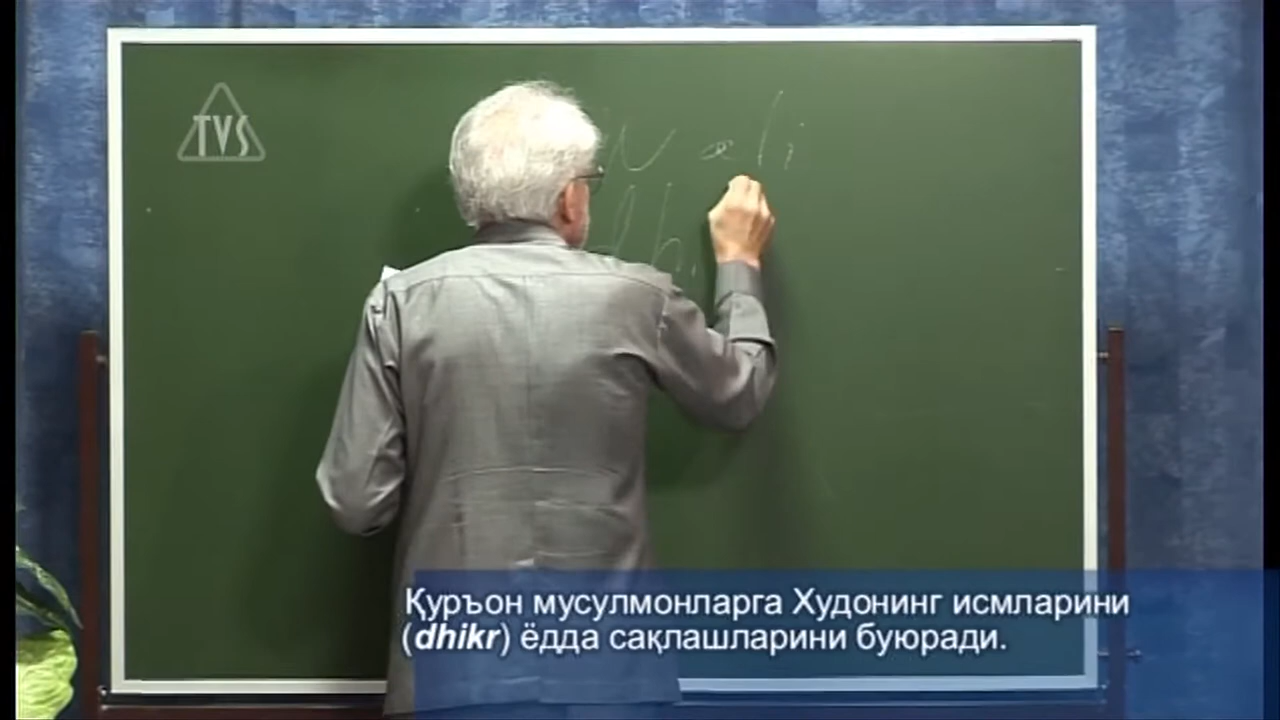 TVS
Қуръон мусулмонларга Худонинг исмларини
(dhikr) ёдда сақлашларини буюради.